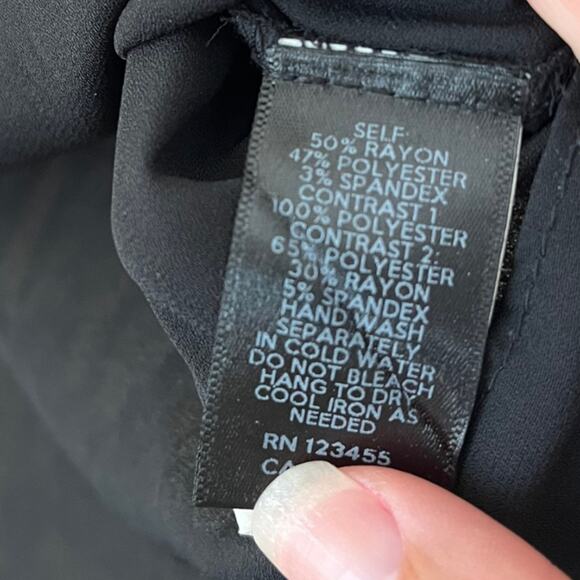 SELF:
50% RAYON
47% POLYESTER
3% SPANDEX
CONTRAST 1
100% POLYESTER
CONTRAST 2:
65% POLYESTER
30% RAYON
5% SPANDEX
HAND WASH
SEPARATELY
IN COLD WATER
DO NOT BLEACH
HANG TO DRY
COOL IRON AS
NEEDED
RN 123455
CA